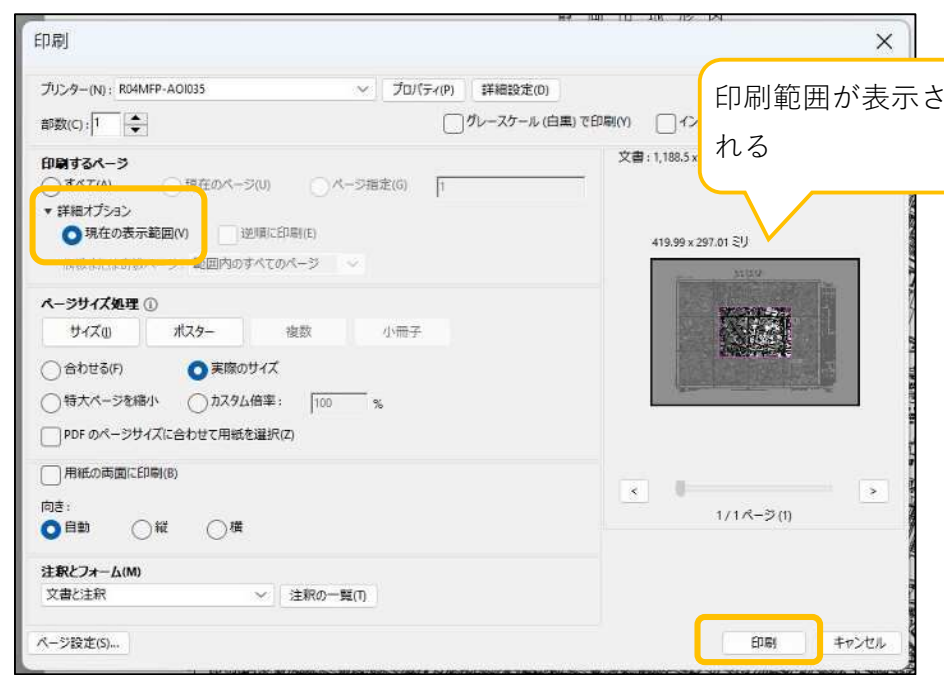 印刷
プリンター(N): R04MFP-AOI035 プロパティ(P) 詳細設定(D)
印刷範囲が表示さ
れる
部数(C): 1 グレースケール (白黒) で印刷(Y) イン
印刷するページ
すべて(A) 現在のページ(U) ページ指定(G) 1
▼ 詳細オプション
現在の表示範囲(V) 逆順に印刷(E)
範囲内のすべてのページ
文書: 1,188.5 x
419.99 x 297.01 ミリ
ページサイズ処理
サイズ(I) ポスター 複数 小冊子
合わせる(F) 実際のサイズ
特大ページを縮小 カスタム倍率: 100 %
PDF のページサイズに合わせて用紙を選択(Z)
用紙の両面に印刷(B)
向き:
自動 縦 横
< >
1 / 1 ページ (1)
注釈とフォーム(M)
文書と注釈 注釈の一覧(T)
ページ設定(S)... 印刷 キャンセル